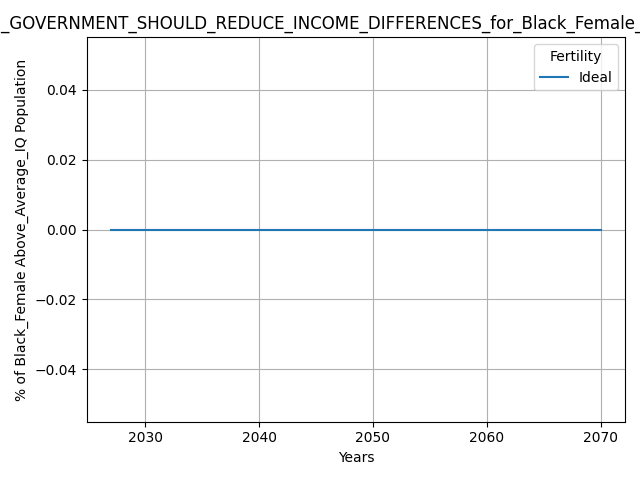 _GOVERNMENT_SHOULD_REDUCE_INCOME_DIFFERENCES_for_Black_Female_
Fertility
Ideal
0.04
0.02
0.00
−0.02
−0.04
% of Black_Female Above_Average_IQ Population
2030 2040 2050 2060 2070
Years